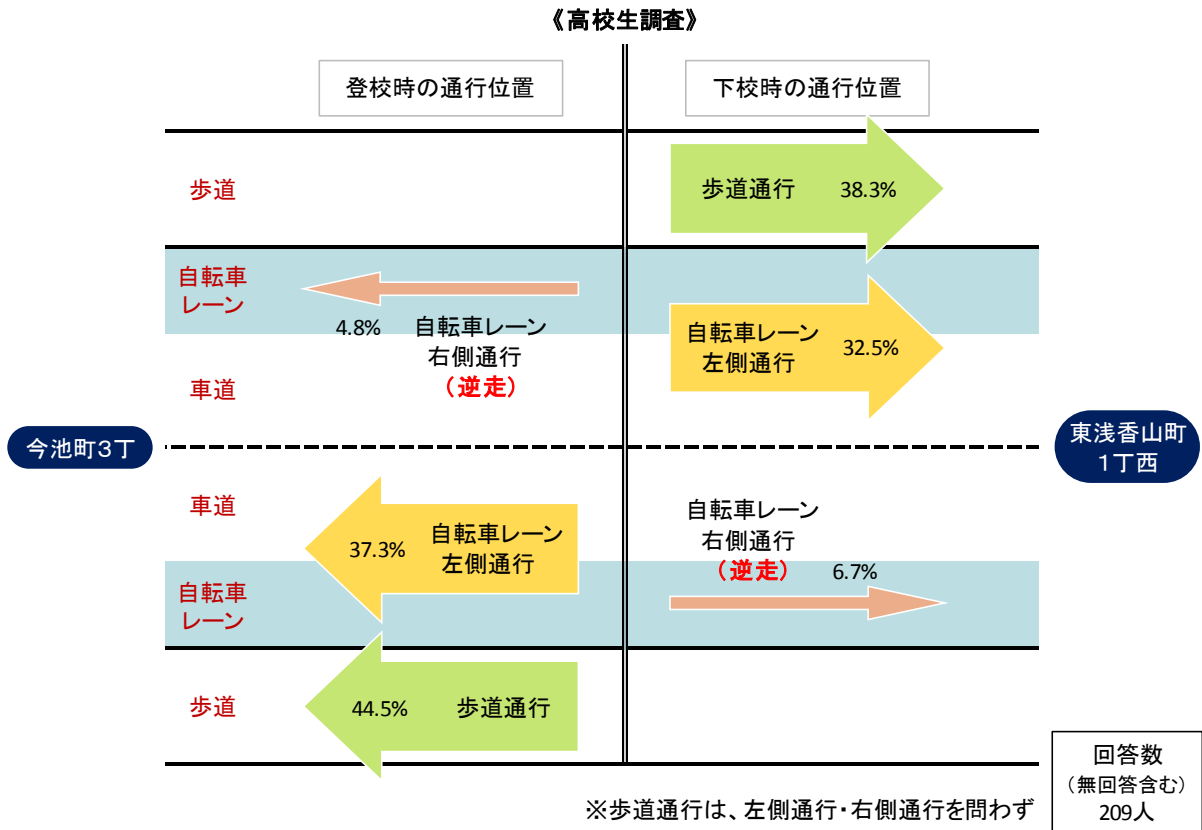 《高校生調査》
登校時の通行位置
下校時の通行位置
歩道
歩道通行 38.3%
自転車
レーン
4.8% 自転車レーン
右側通行
(逆走)
自転車レーン
左側通行
32.5%
車道
今池町3丁
東浅香山町
1丁西
車道
37.3% 自転車レーン
左側通行
自転車レーン
右側通行
(逆走) 6.7%
自転車
レーン
歩道
44.5% 歩道通行
回答数
(無回答含む)
209人
※歩道通行は、左側通行・右側通行を問わず